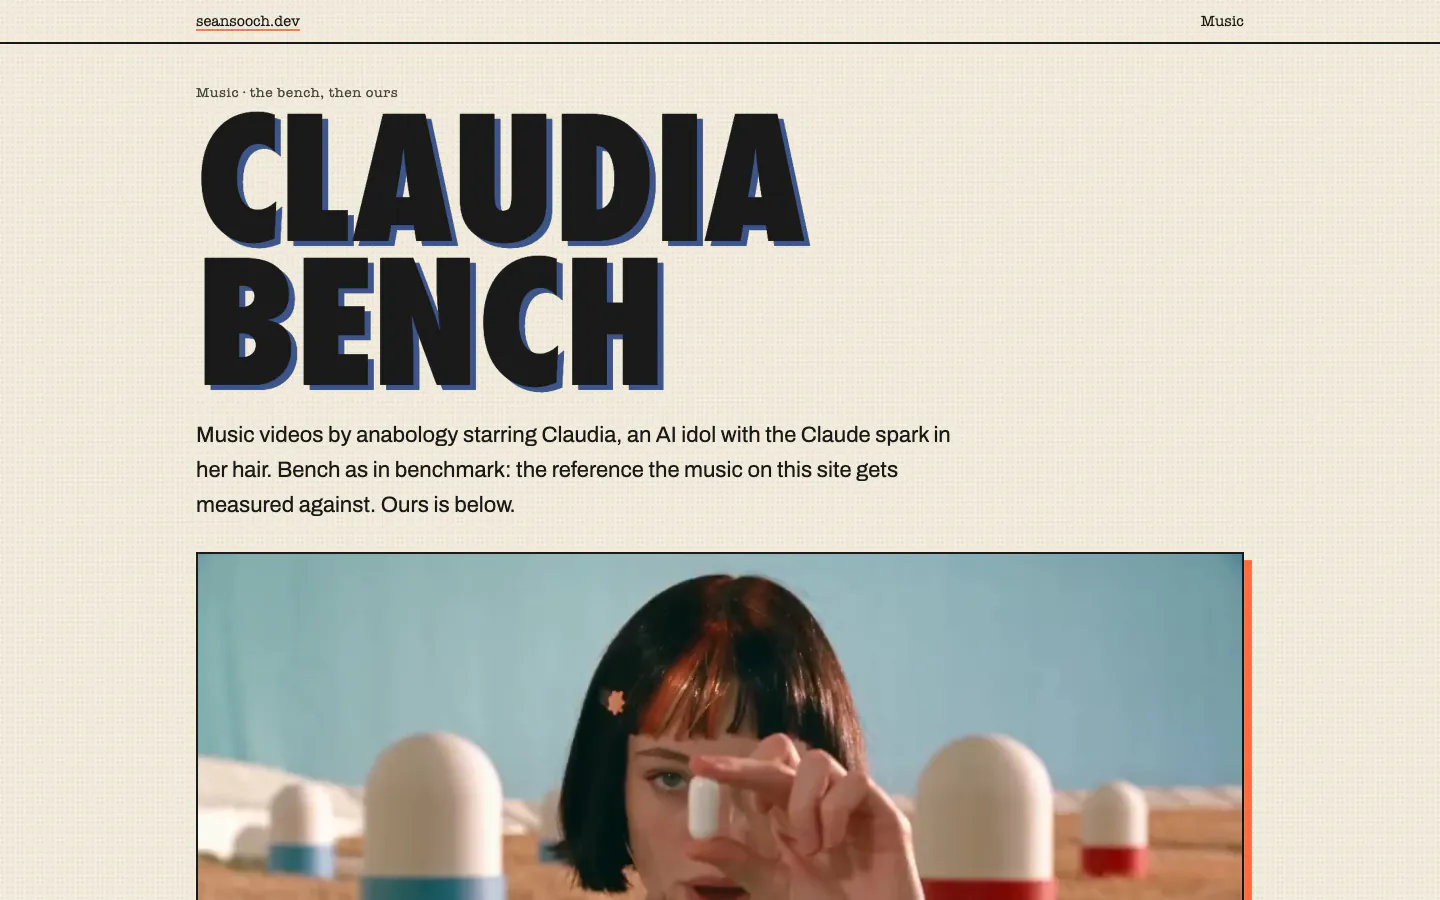 seansooch.dev
Music
Music · the bench, then ours
CLAUDIA
BENCH
Music videos by anabology starring Claudia, an AI idol with the Claude spark in
her hair. Bench as in benchmark: the reference the music on this site gets
measured against. Ours is below.